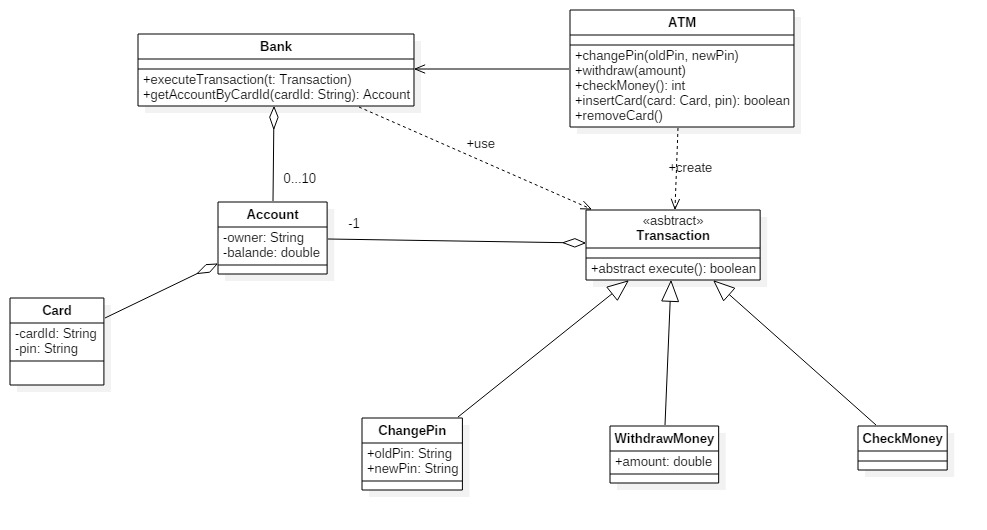 Bank
+executeTransaction(t: Transaction)
+getAccountByCardId(cardId: String): Account
ATM
+changePin(oldPin, newPin)
+withdraw(amount)
+checkMoney(): int
+insertCard(card: Card, pin): boolean
+removeCard()
+use
+create
0...10
Account
-owner: String
-balande: double
-1
«asbtract»
Transaction
+abstract execute(): boolean
Card
-cardId: String
-pin: String
ChangePin
+oldPin: String
+newPin: String
WithdrawMoney
+amount: double
CheckMoney